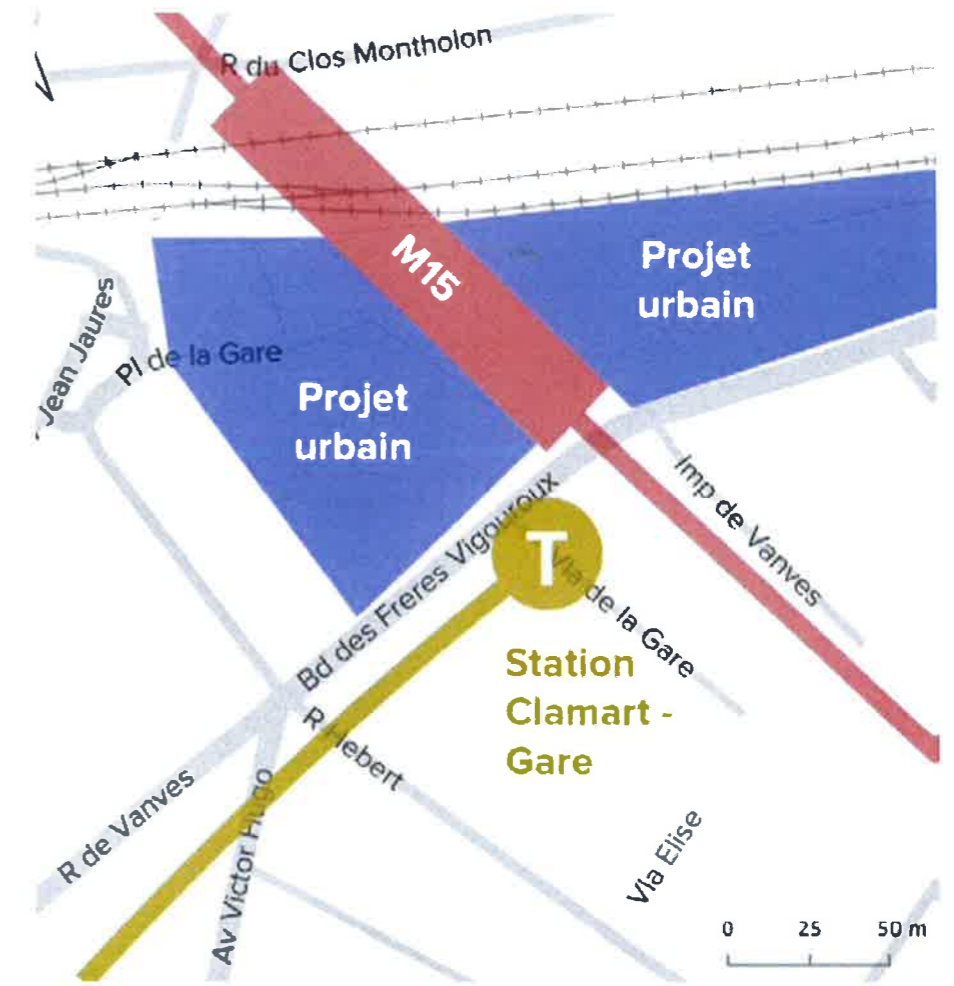 R du Clos Montholon
M15
Projet
urbain
Jean Jaures
Pl de la Gare
Projet
urbain
Bd des Freres Vigouroux
T
Imp de Vanves
Vla de la Gare
Station
Clamart -
Gare
R Hebert
R de Vanves
Av Victor Hugo
Vla Elise
0 25 50 m